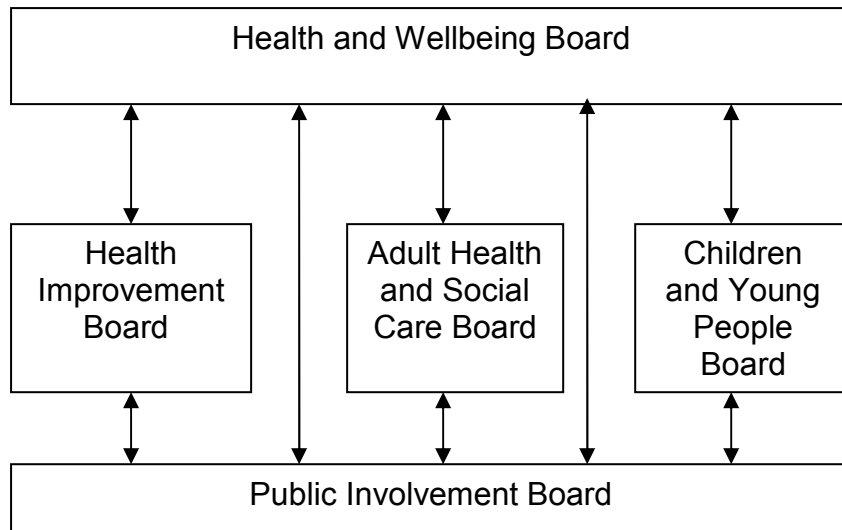 Health and Wellbeing Board
Health
Improvement
Board
Adult Health
and Social
Care Board
Children
and Young
People
Board
Public Involvement Board